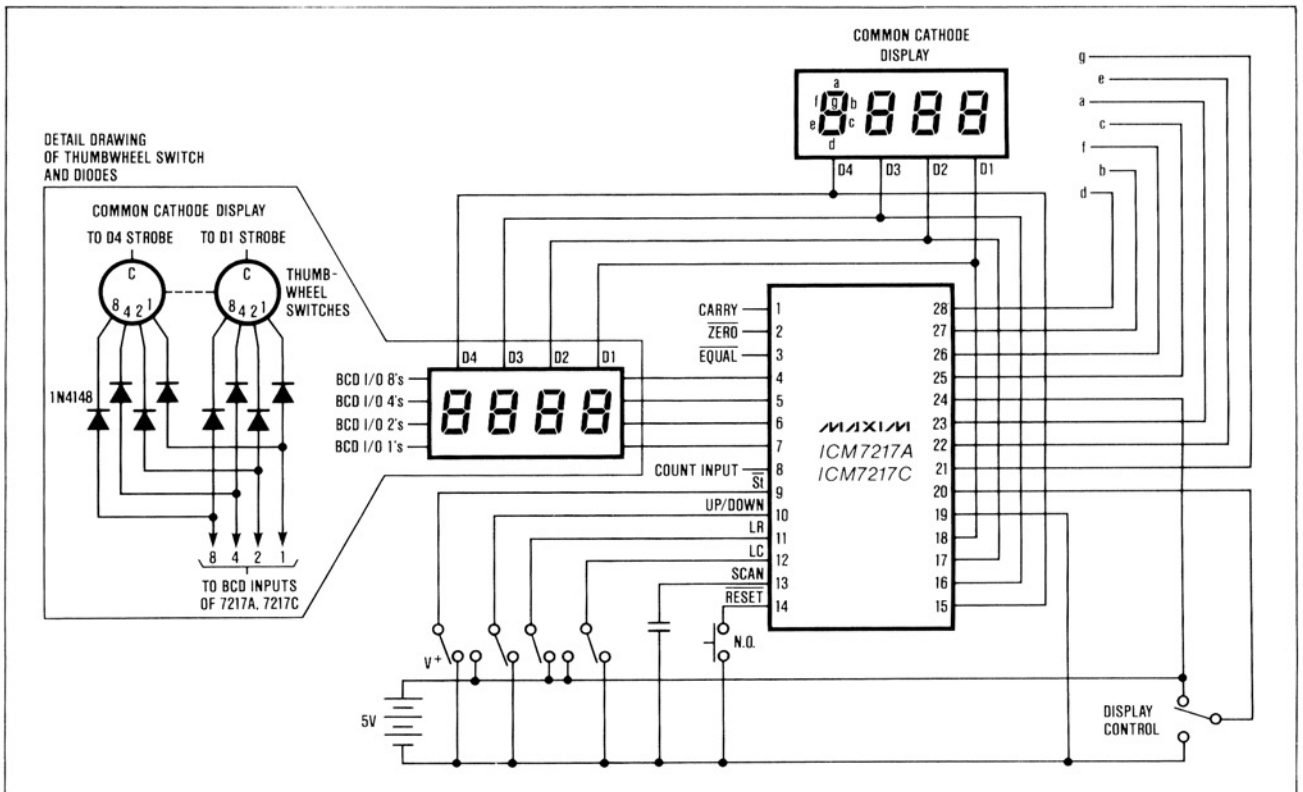 COMMON CATHODE
DISPLAY
a
f g b
e c
d
D4 D3 D2 D1
g
e
a
c
f
b
d
DETAIL DRAWING
OF THUMBWHEEL SWITCH
AND DIODES
COMMON CATHODE DISPLAY
TO D4 STROBE TO D1 STROBE
C C
8 4 2 1 8 4 2 1
THUMB-
WHEEL
SWITCHES
1N4148
8 4 2 1
TO BCD INPUTS
OF 7217A, 7217C
D4 D3 D2 D1
BCD I/O 8's
BCD I/O 4's
BCD I/O 2's
BCD I/O 1's
8888
8888
CARRY 1
ZERO 2
EQUAL 3
4
5
6
7
COUNT INPUT 8
St 9
UP/DOWN 10
LR 11
LC 12
SCAN 13
RESET 14
MAXIM
ICM7217A
ICM7217C
28
27
26
25
24
23
22
21
20
19
18
17
16
15
N.O.
V+
5V
DISPLAY
CONTROL